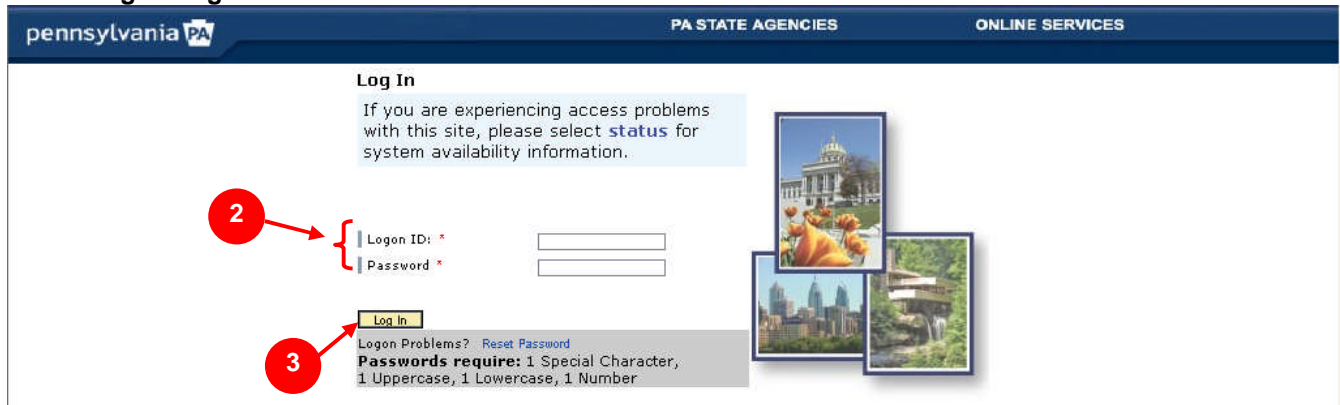 pennsylvania PA
PA STATE AGENCIES
ONLINE SERVICES
Log In
If you are experiencing access problems
with this site, please select status for
system availability information.
2
Logon ID: *
Password *
Log In
3
Logon Problems? Reset Password
Passwords require: 1 Special Character,
1 Uppercase, 1 Lowercase, 1 Number